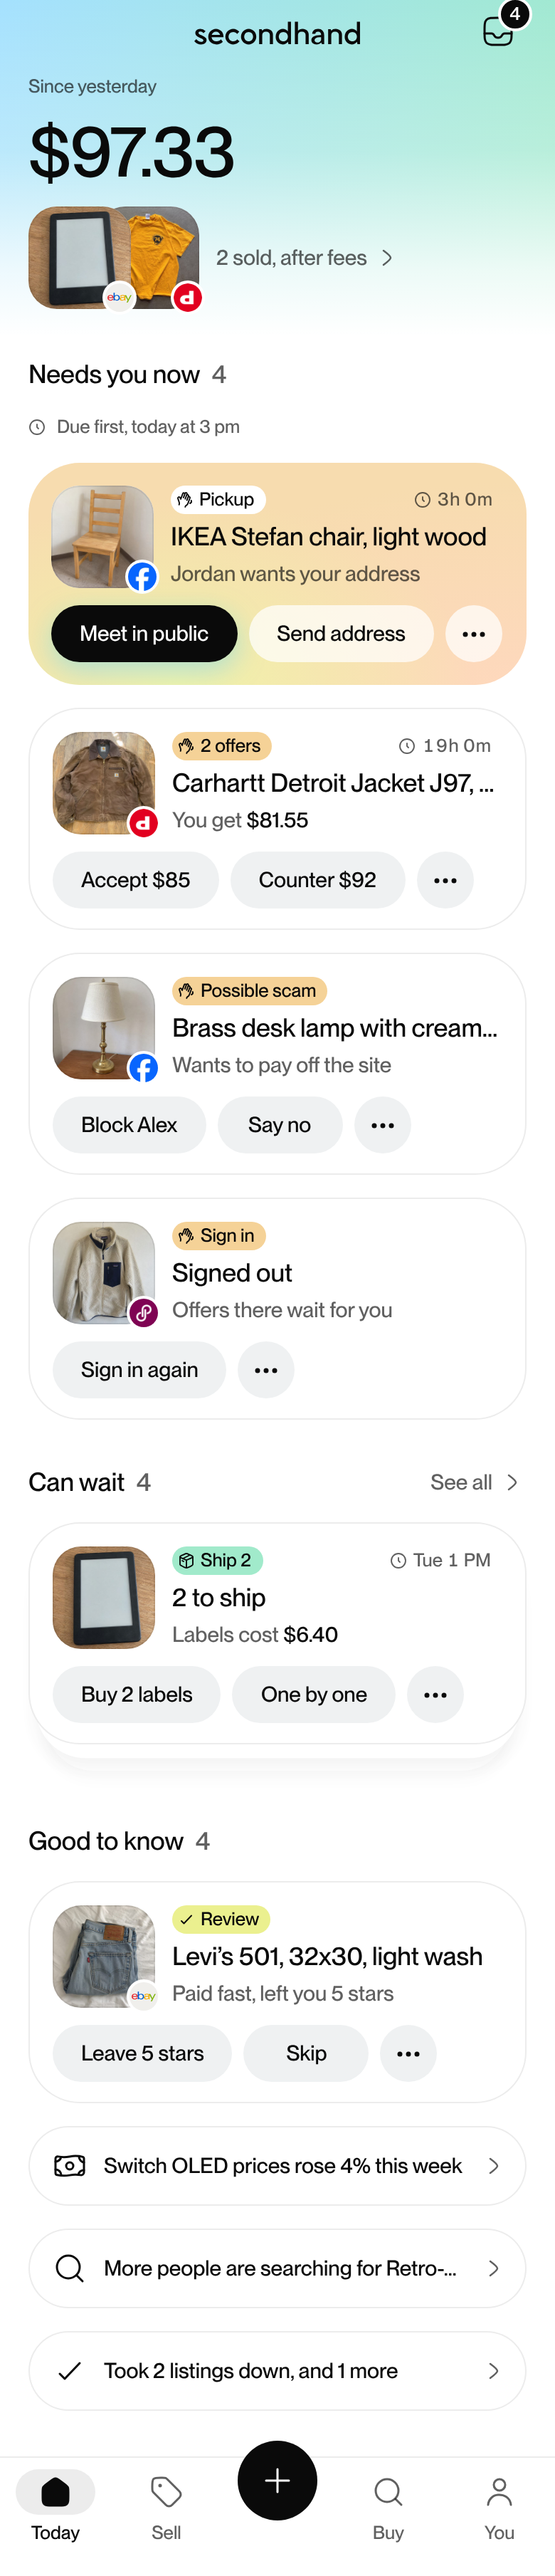 secondhand
4
Since yesterday
$97.33
ebay
2 sold, after fees
Needs you now 4
Due first, today at 3 pm
Pickup
3h 0m
IKEA Stefan chair, light wood
Jordan wants your address
Meet in public
Send address
2 offers
19h 0m
Carhartt Detroit Jacket J97, ...
You get $81.55
Accept $85
Counter $92
Possible scam
Brass desk lamp with cream...
Wants to pay off the site
Block Alex
Say no
Sign in
Signed out
Offers there wait for you
Sign in again
Can wait 4
See all
Ship 2
Tue 1 PM
2 to ship
Labels cost $6.40
Buy 2 labels
One by one
Good to know 4
Review
Levi’s 501, 32x30, light wash
ebay
Paid fast, left you 5 stars
Leave 5 stars
Skip
Switch OLED prices rose 4% this week
More people are searching for Retro-...
Took 2 listings down, and 1 more
Today
Sell
Buy
You